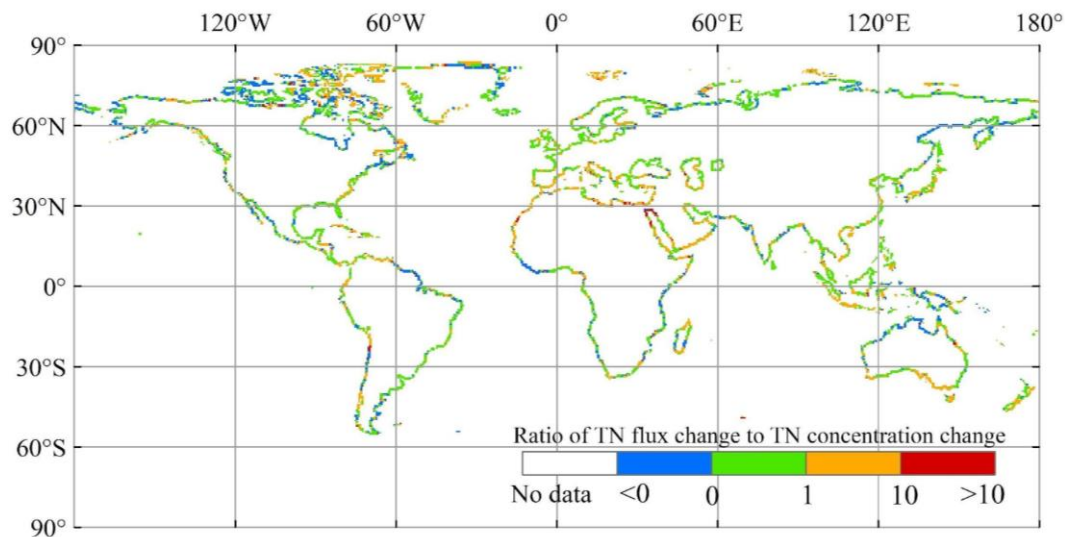 120°W 60°W 0° 60°E 120°E 180°
90°
60°N
30°N
0°
30°S
60°S
90°
Ratio of TN flux change to TN concentration change
No data <0 0 1 10 >10